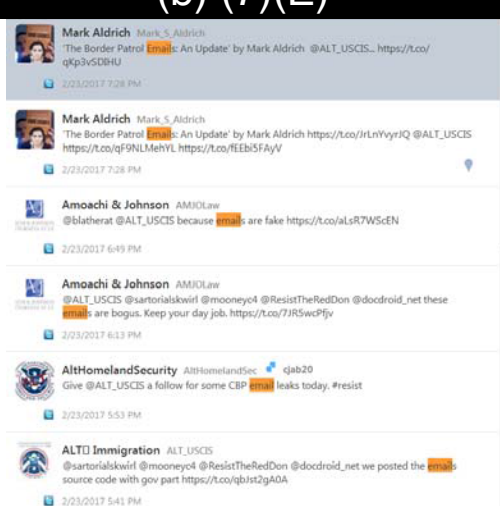 (b) (7)(E)
Mark Aldrich Mark_S_Aldrich
'The Border Patrol Emails: An Update' by Mark Aldrich @ALT_USCIS... https://t.co/
qKp3vSDIHU
2/23/2017 7:28 PM
Mark Aldrich Mark_S_Aldrich
'The Border Patrol Emails: An Update' by Mark Aldrich https://t.co/JrLnYvyrJQ @ALT_USCIS
https://t.co/qF9NLMehYL https://t.co/fEEbi5FAyV
2/23/2017 7:28 PM
Amoachi & Johnson AMJOLaw
@blatherat @ALT_USCIS because emails are fake https://t.co/aLsR7WScEN
2/23/2017 6:49 PM
Amoachi & Johnson AMJOLaw
@ALT_USCIS @sartorialskwirl @mooneyc4 @ResistTheRedDon @docdroid_net these
emails are bogus. Keep your day job. https://t.co/7JR5wcPfjv
2/23/2017 6:13 PM
AltHomelandSecurity AltHomelandSec cjab20
Give @ALT_USCIS a follow for some CBP email leaks today. #resist
2/23/2017 5:53 PM
ALT□ Immigration ALT_USCIS
@sartorialskwirl @mooneyc4 @ResistTheRedDon @docdroid_net we posted the emails
source code with gov part https://t.co/qbJst2gA0A
2/23/2017 5:41 PM